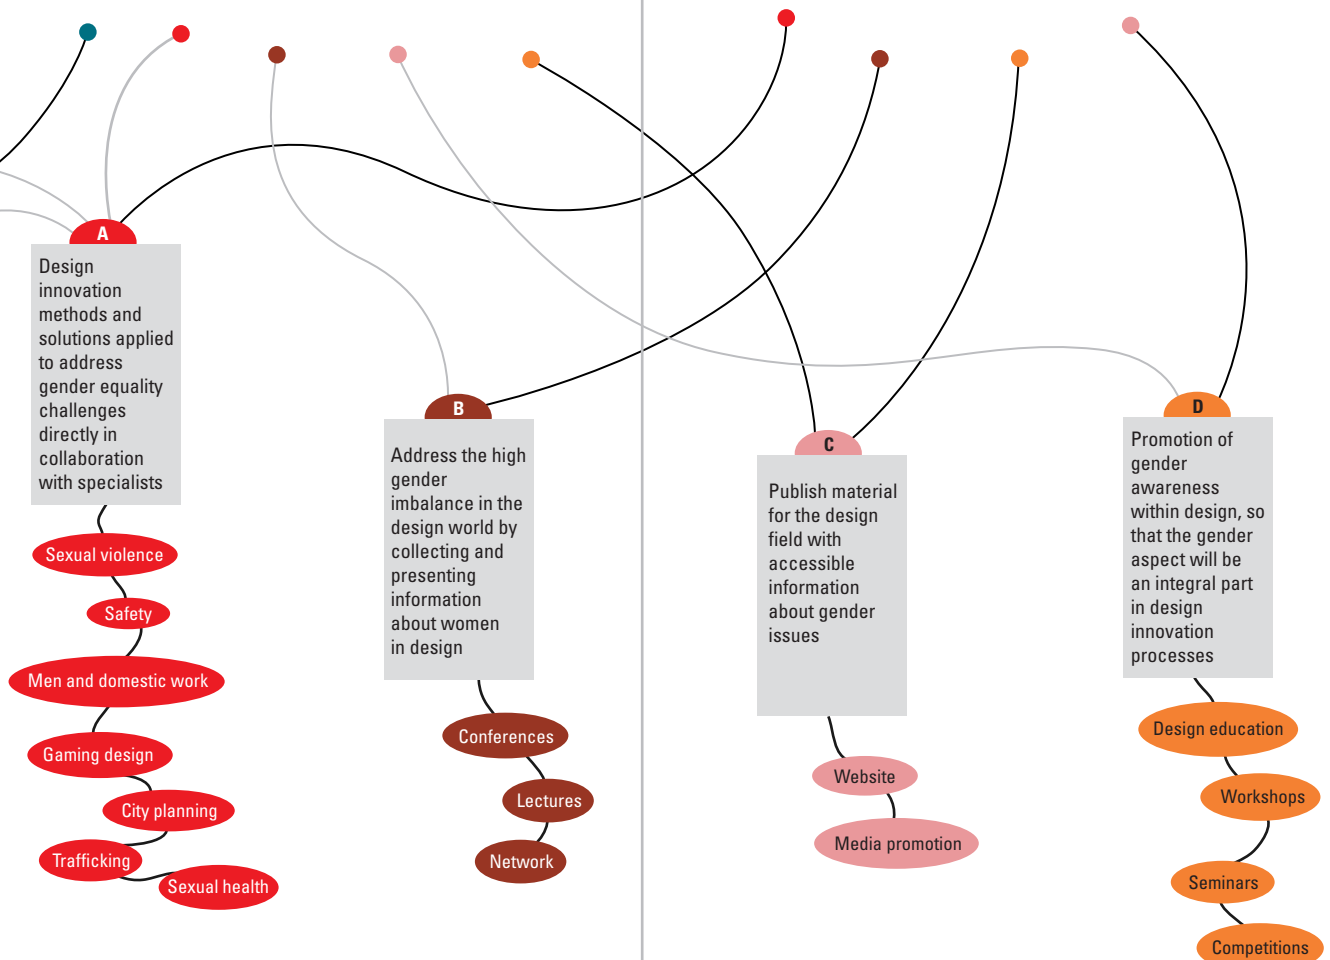 A
Design
innovation
methods and
solutions applied
to address
gender equality
challenges
directly in
collaboration
with specialists
Sexual violence
Safety
Men and domestic work
Gaming design
City planning
Trafficking
Sexual health
B
Address the high
gender
imbalance in the
design world by
collecting and
presenting
information
about women
in design
Conferences
Lectures
Network
C
Publish material
for the design
field with
accessible
information
about gender
issues
Website
Media promotion
D
Promotion of
gender
awareness
within design, so
that the gender
aspect will be
an integral part
in design
innovation
processes
Design education
Workshops
Seminars
Competitions